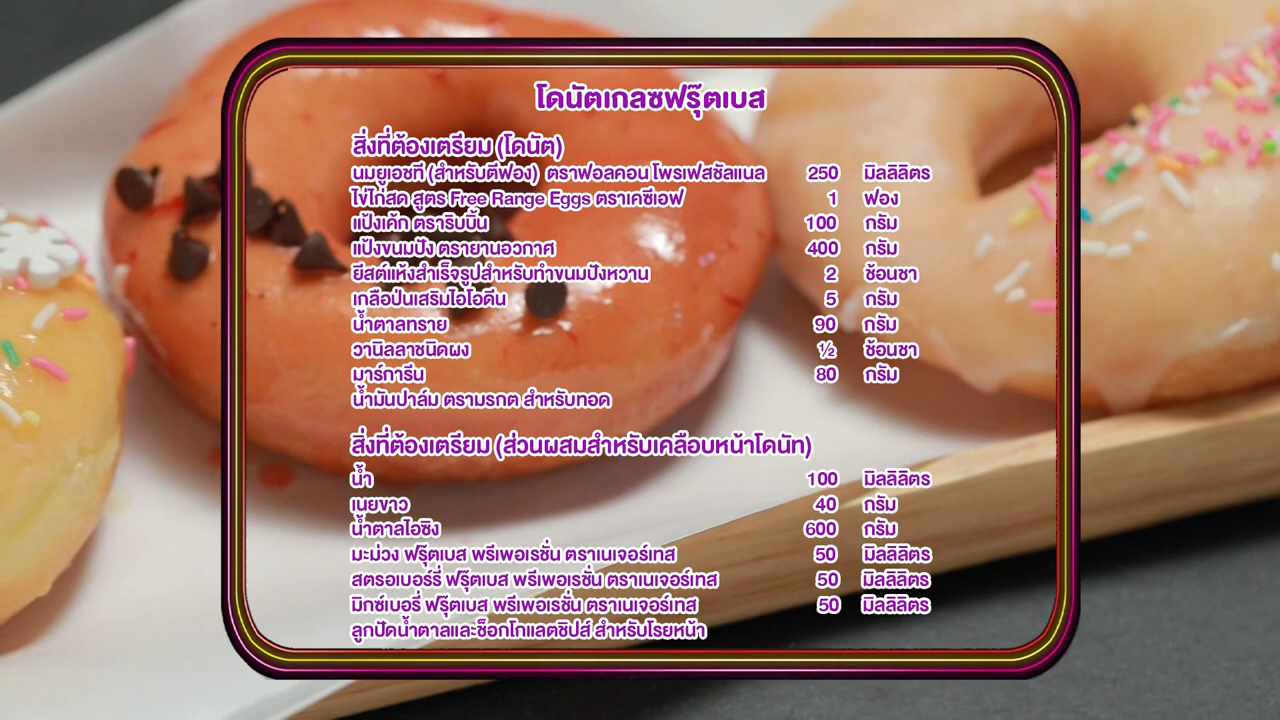 โดนัตเกลซฟรุ๊ตเบส
สิ่งที่ต้องเตรียม (โดนัต)
นมยูเอชที (สำหรับตีฟอง) ตราฟอลคอน โพรเฟสชัลแนล 250 มิลลิลิตร
ไข่ไก่สด สูตร Free Range Eggs ตราเคซีเอฟ 1 ฟอง
แป้งเค้ก ตราริบบิ้น 100 กรัม
แป้งขนมปัง ตรายานอวกาศ 400 กรัม
ยีสต์แห้งสำเร็จรูปสำหรับทำขนมปังหวาน 2 ช้อนชา
เกลือป่นเสริมไอโอดีน 5 กรัม
น้ำตาลทราย 90 กรัม
วานิลลาชนิดผง ½ ช้อนชา
มาร์การีน 80 กรัม
น้ำมันปาล์ม ตรามรกต สำหรับทอด
สิ่งที่ต้องเตรียม (ส่วนผสมสำหรับเคลือบหน้าโดนัท)
น้ำ 100 มิลลิลิตร
เนยขาว 40 กรัม
น้ำตาลไอซิง 600 กรัม
มะม่วง ฟรุ๊ตเบส พรีเพอเรชั่น ตราเนเจอร์เทส 50 มิลลิลิตร
สตรอเบอร์รี่ ฟรุ๊ตเบส พรีเพอเรชั่น ตราเนเจอร์เทส 50 มิลลิลิตร
มิกซ์เบอรี่ ฟรุ๊ตเบส พรีเพอเรชั่น ตราเนเจอร์เทส 50 มิลลิลิตร
ลูกปัดน้ำตาลและช็อกโกแลตชิปส์ สำหรับโรยหน้า